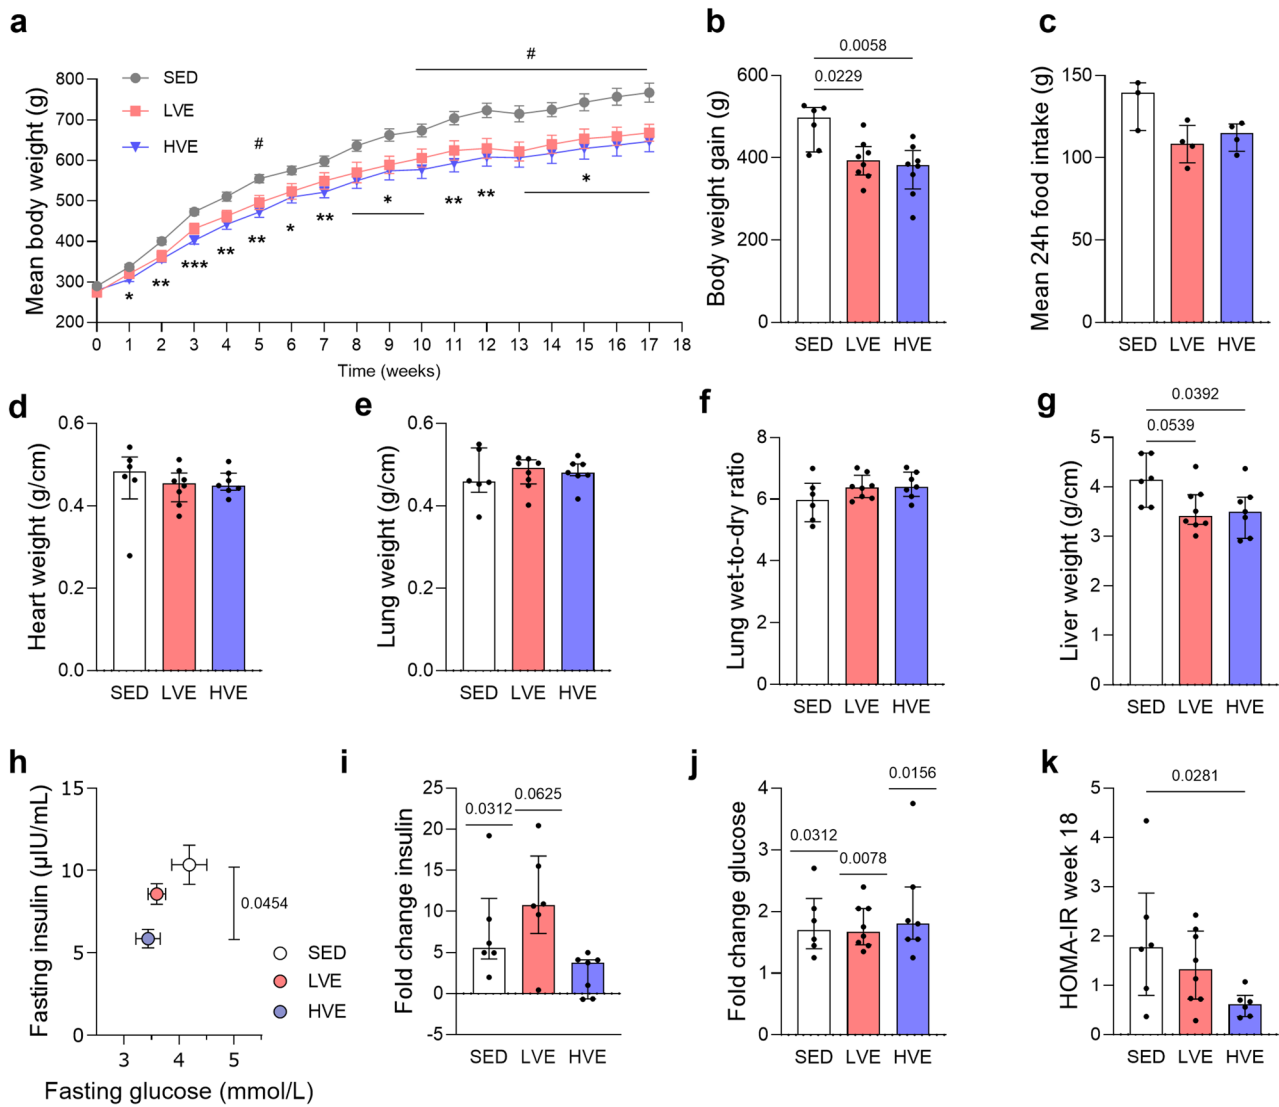 a
Mean body weight (g)
800
700
600
500
400
300
200
SED
LVE
HVE
#
#
*
**
***
**
**
*
**
*
**
**
*
0 1 2 3 4 5 6 7 8 9 10 11 12 13 14 15 16 17 18
Time (weeks)
b
Body weight gain (g)
600
400
200
0
0.0058
0.0229
SED LVE HVE
c
Mean 24h food intake (g)
150
100
50
0
SED LVE HVE
d
Heart weight (g/cm)
0.6
0.4
0.2
0.0
SED LVE HVE
e
Lung weight (g/cm)
0.6
0.4
0.2
0.0
SED LVE HVE
f
Lung wet-to-dry ratio
8
6
4
2
0
SED LVE HVE
g
Liver weight (g/cm)
5
4
3
2
1
0
0.0392
0.0539
SED LVE HVE
h
Fasting insulin (µIU/mL)
15
10
5
0
0.0454
SED
LVE
HVE
3 4 5
Fasting glucose (mmol/L)
i
Fold change insulin
25
20
15
10
5
0
-5
0.0312
0.0625
SED LVE HVE
j
Fold change glucose
4
3
2
1
0
0.0312
0.0078
0.0156
SED LVE HVE
k
HOMA-IR week 18
5
4
3
2
1
0
0.0281
SED LVE HVE